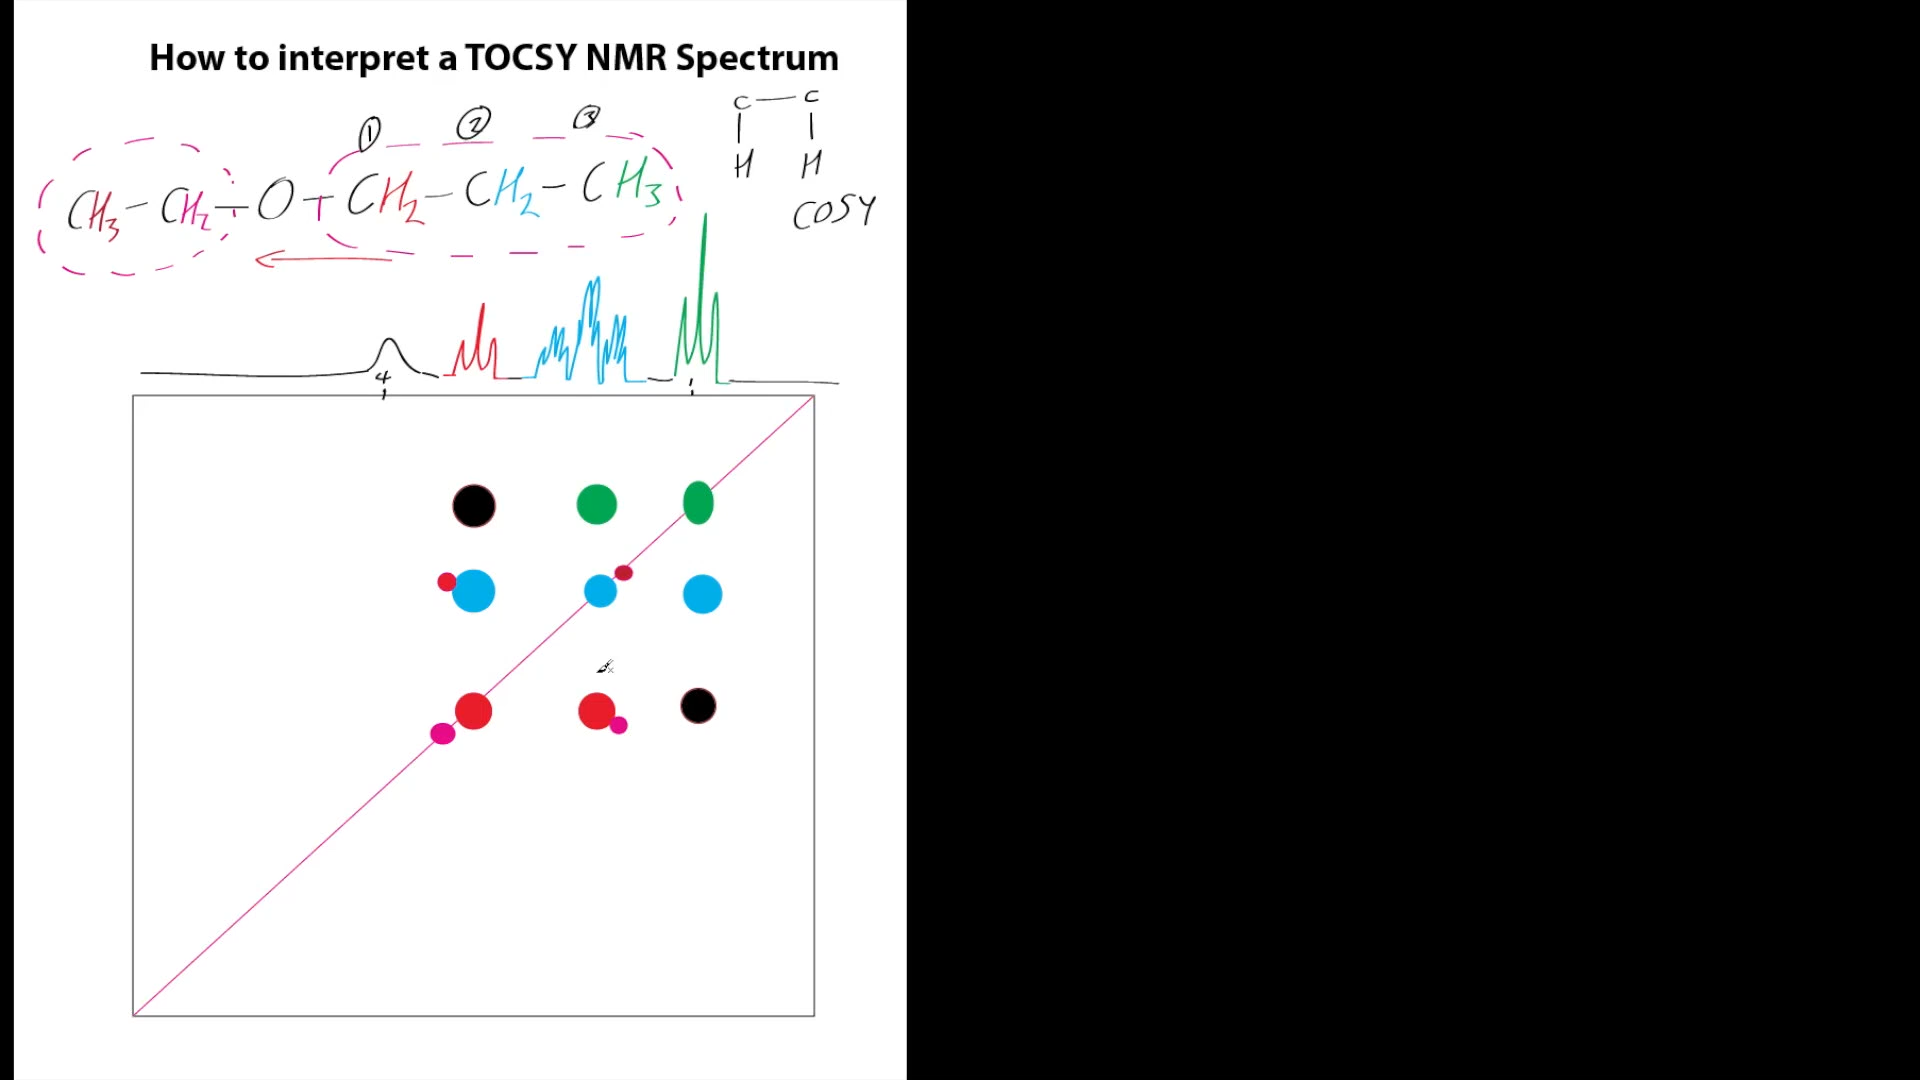 How to interpret a TOCSY NMR Spectrum
C — C
① ② ③
H H
CH3 – CH2 – O – CH2 – CH2 – CH3
COSY
4